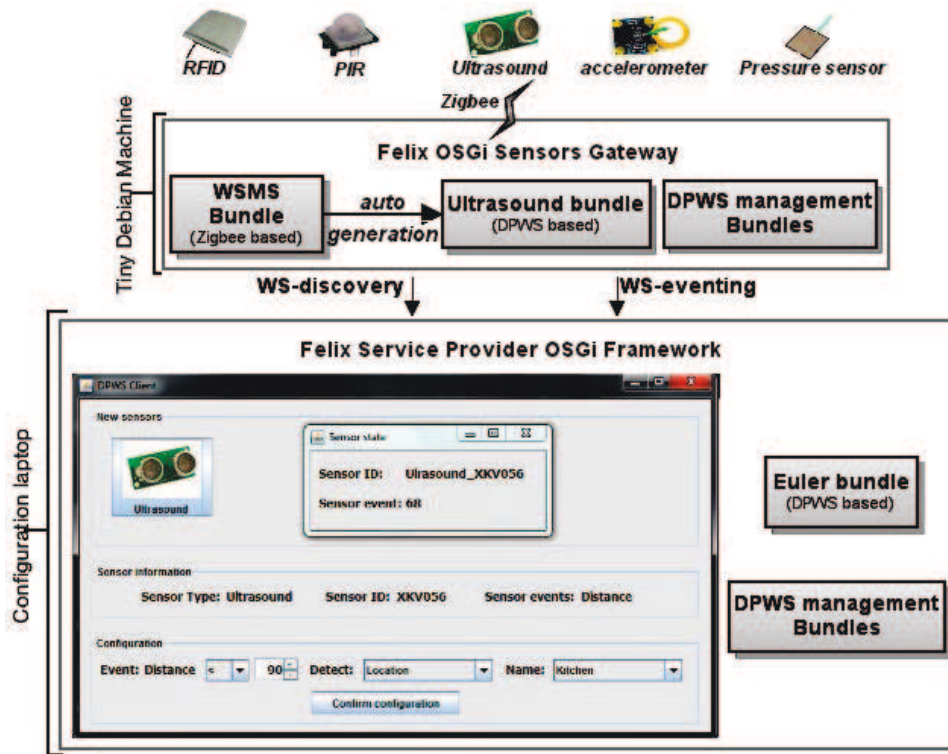 RFID
PIR
Ultrasound
accelerometer
Pressure sensor
Zigbee
Tiny Debian Machine
Felix OSGi Sensors Gateway
WSMS
Bundle
(Zigbee based)
auto
generation
Ultrasound bundle
(DPWS based)
DPWS management
Bundles
WS-discovery
WS-eventing
Configuration laptop
Felix Service Provider OSGi Framework
DPWS Client
New sensors
Ultrasound
Sensor state
Sensor ID: Ulrasound_XKV056
Sensor event: 68
Euler bundle
(DPWS based)
Sensor information
Sensor Type: Ultrasound Sensor ID: XKV056 Sensor events: Distance
DPWS management
Bundles
Configuration
Event: Distance < 90 Detect: Location Name: Kitchen
Confirm configuration